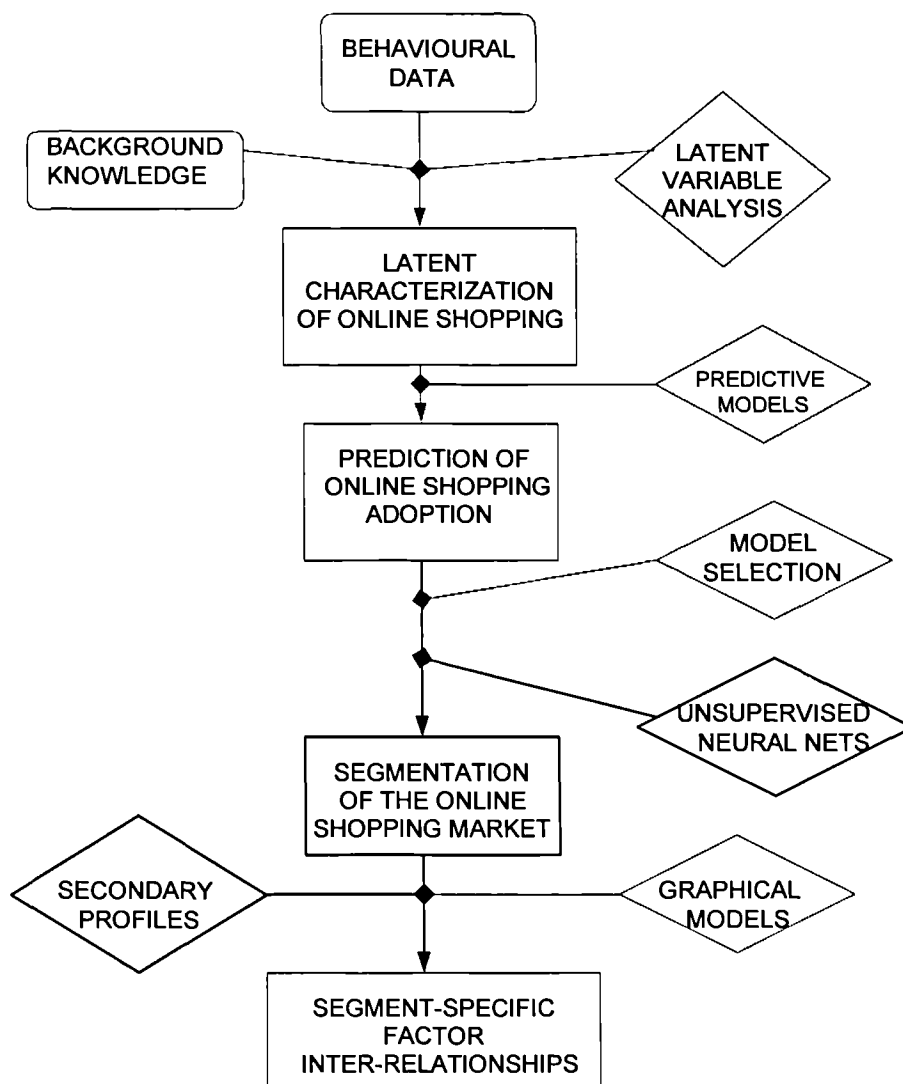 BEHAVIOURAL
DATA
BACKGROUND
KNOWLEDGE
LATENT
VARIABLE
ANALYSIS
LATENT
CHARACTERIZATION
OF ONLINE SHOPPING
PREDICTIVE
MODELS
PREDICTION OF
ONLINE SHOPPING
ADOPTION
MODEL
SELECTION
UNSUPERVISED
NEURAL NETS
SEGMENTATION
OF THE ONLINE
SHOPPING MARKET
SECONDARY
PROFILES
GRAPHICAL
MODELS
SEGMENT-SPECIFIC
FACTOR
INTER-RELATIONSHIPS